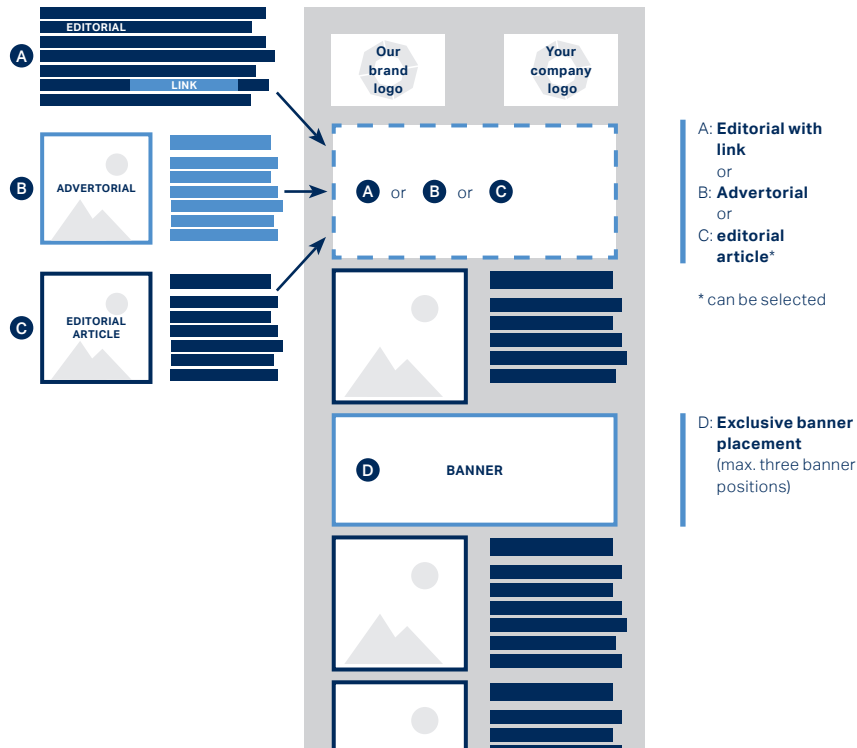 A
EDITORIAL
LINK
B
ADVERTORIAL
C
EDITORIAL
ARTICLE
Our
brand
logo
Your
company
logo
A or B or C
D
BANNER
A: Editorial with
link
or
B: Advertorial
or
C: editorial
article*
* can be selected
D: Exclusive banner
placement
(max. three banner
positions)